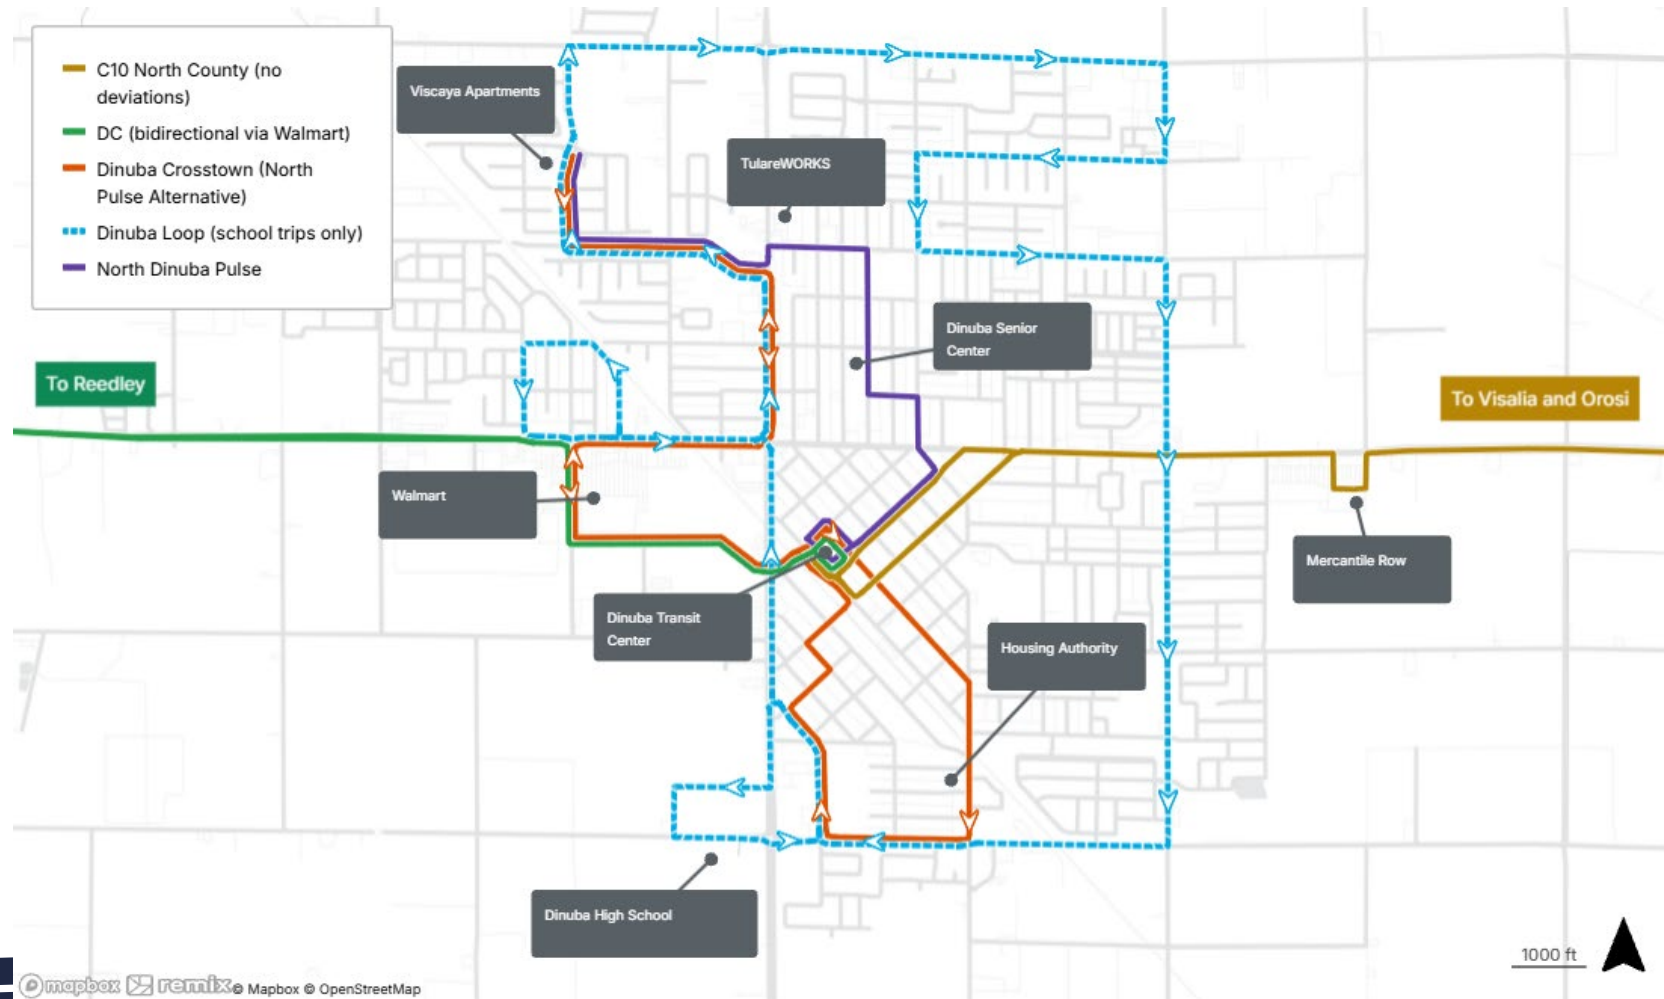 C10 North County (no
deviations)
DC (bidirectional via Walmart)
Dinuba Crosstown (North
Pulse Alternative)
Dinuba Loop (school trips only)
North Dinuba Pulse
Viscaya Apartments
TulareWORKS
Dinuba Senior
Center
To Reedley
To Visalia and Orosi
Walmart
Mercantile Row
Dinuba Transit
Center
Housing Authority
Dinuba High School
1000 ft
mapbox remix © Mapbox © OpenStreetMap